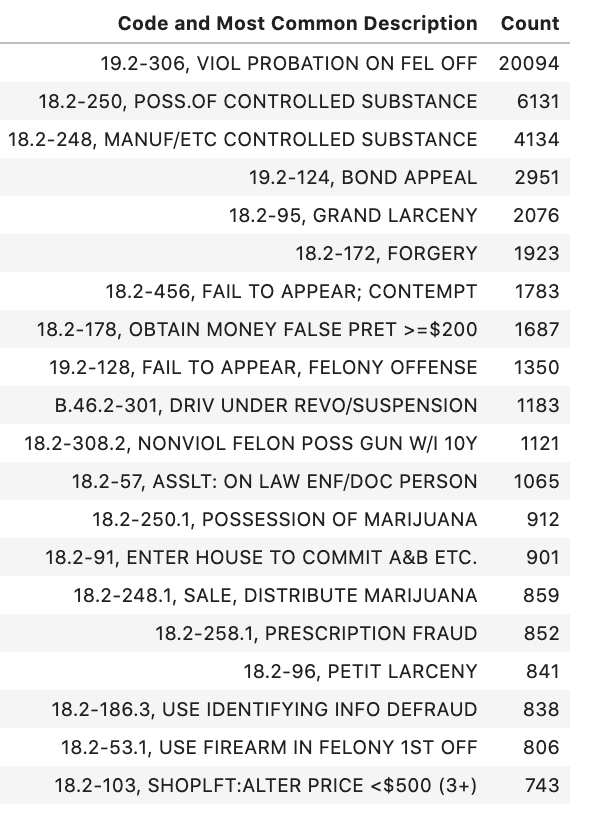 Code and Most Common Description Count
19.2-306, VIOL PROBATION ON FEL OFF 20094
18.2-250, POSS.OF CONTROLLED SUBSTANCE 6131
18.2-248, MANUF/ETC CONTROLLED SUBSTANCE 4134
19.2-124, BOND APPEAL 2951
18.2-95, GRAND LARCENY 2076
18.2-172, FORGERY 1923
18.2-456, FAIL TO APPEAR; CONTEMPT 1783
18.2-178, OBTAIN MONEY FALSE PRET >=$200 1687
19.2-128, FAIL TO APPEAR, FELONY OFFENSE 1350
B.46.2-301, DRIV UNDER REVO/SUSPENSION 1183
18.2-308.2, NONVIOL FELON POSS GUN W/I 10Y 1121
18.2-57, ASSLT: ON LAW ENF/DOC PERSON 1065
18.2-250.1, POSSESSION OF MARIJUANA 912
18.2-91, ENTER HOUSE TO COMMIT A&B ETC. 901
18.2-248.1, SALE, DISTRIBUTE MARIJUANA 859
18.2-258.1, PRESCRIPTION FRAUD 852
18.2-96, PETIT LARCENY 841
18.2-186.3, USE IDENTIFYING INFO DEFRAUD 838
18.2-53.1, USE FIREARM IN FELONY 1ST OFF 806
18.2-103, SHOPLFT:ALTER PRICE <$500 (3+) 743